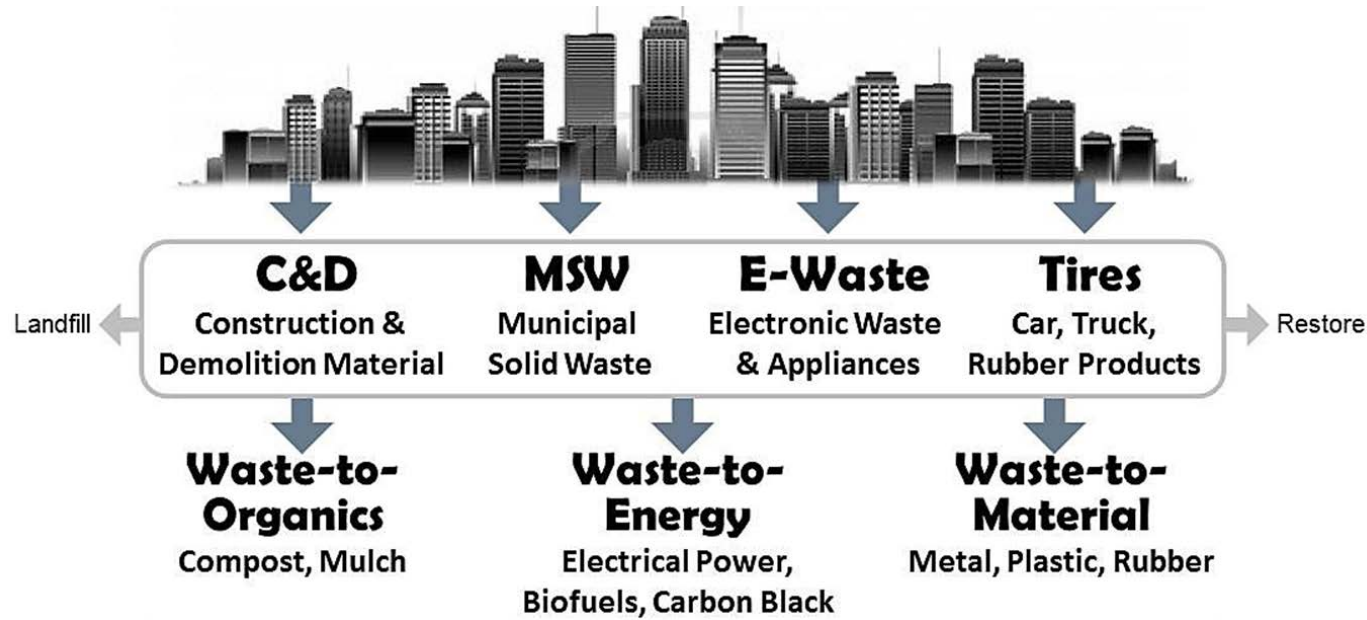 C&D
Construction &
Demolition Material
MSW
Municipal
Solid Waste
E-Waste
Electronic Waste
& Appliances
Tires
Car, Truck,
Rubber Products
Landfill
Restore
Waste-to-
Organics
Compost, Mulch
Waste-to-
Energy
Electrical Power,
Biofuels, Carbon Black
Waste-to-
Material
Metal, Plastic, Rubber